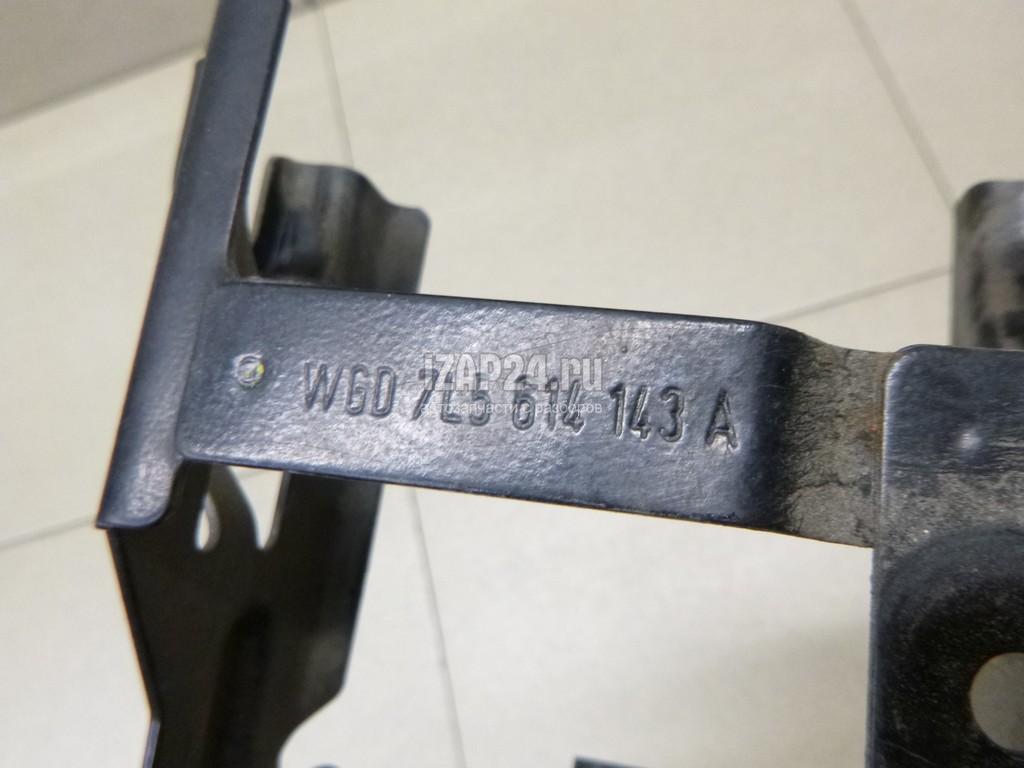 WGD 7L5 614 143 A
iZAP24.ru
автозапчасти с разборов